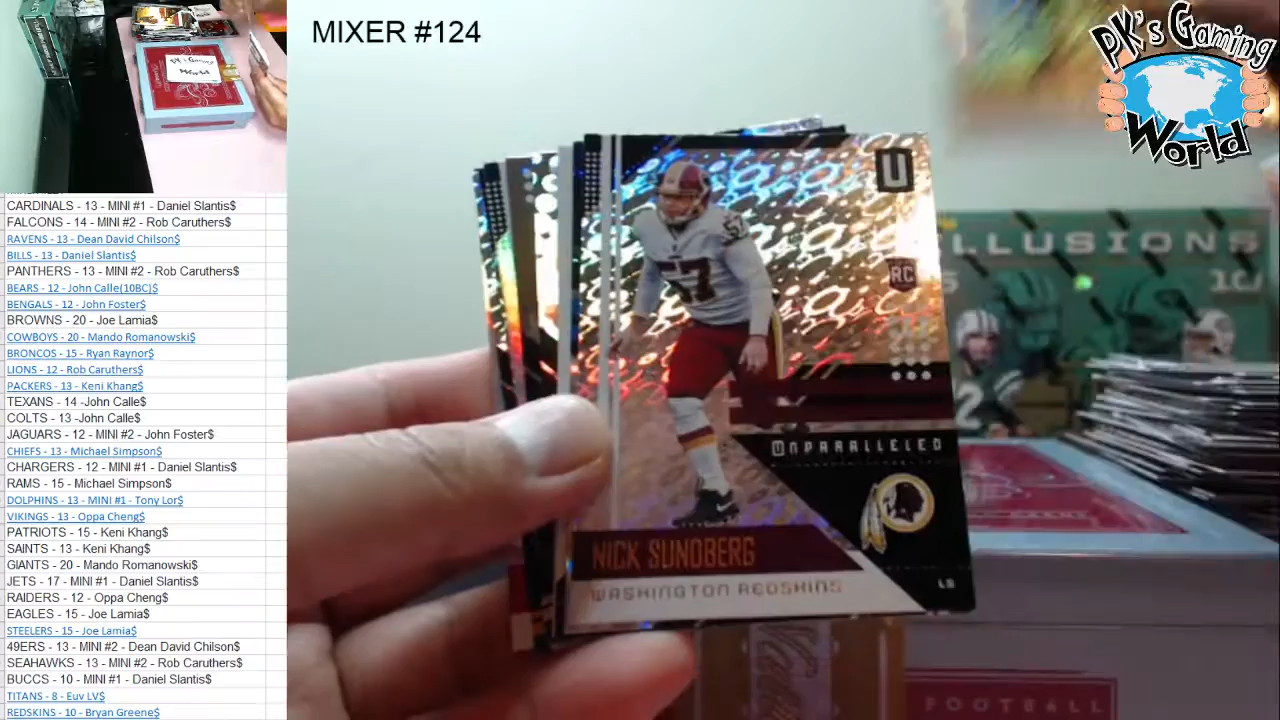 MIXER #124
PK's Gaming
World
CARDINALS - 13 - MINI #1 - Daniel Slantis$
FALCONS - 14 - MINI #2 - Rob Caruthers$
RAVENS - 13 - Dean David Chilson$
BILLS - 13 - Daniel Slantis$
PANTHERS - 13 - MINI #2 - Rob Caruthers$
BEARS - 12 - John Calle(10BC)$
BENGALS - 12 - John Foster$
BROWNS - 20 - Joe Lamia$
COWBOYS - 20 - Mando Romanowski$
BRONCOS - 15 - Ryan Raynor$
LIONS - 12 - Rob Caruthers$
PACKERS - 13 - Keni Khang$
TEXANS - 14 -John Calle$
COLTS - 13 -John Calle$
JAGUARS - 12 - MINI #2 - John Foster$
CHIEFS - 13 - Michael Simpson$
CHARGERS - 12 - MINI #1 - Daniel Slantis$
RAMS - 15 - Michael Simpson$
DOLPHINS - 13 - MINI #1 - Tony Lor$
VIKINGS - 13 - Oppa Cheng$
PATRIOTS - 15 - Keni Khang$
SAINTS - 13 - Keni Khang$
GIANTS - 20 - Mando Romanowski$
JETS - 17 - MINI #1 - Daniel Slantis$
RAIDERS - 12 - Oppa Cheng$
EAGLES - 15 - Joe Lamia$
STEELERS - 15 - Joe Lamia$
49ERS - 13 - MINI #2 - Dean David Chilson$
SEAHAWKS - 13 - MINI #2 - Rob Caruthers$
BUCCS - 10 - MINI #1 - Daniel Slantis$
TITANS - 8 - Euv LV$
REDSKINS - 10 - Bryan Greene$
U
RC
57
UNPARALLELED
NICK SUNDBERG
WASHINGTON REDSKINS
LS
ILLUSIONS
FOOTBALL
PK's Gaming
World